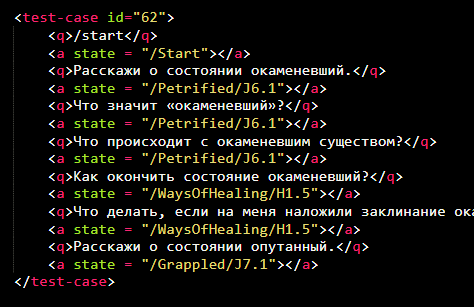 <test-case id="62">
<q>/start</q>
<a state = "/Start"></a>
<q>Расскажи о состоянии окаменевший.</q>
<a state = "/Petrified/J6.1"></a>
<q>Что значит «окаменевший»?</q>
<a state = "/Petrified/J6.1"></a>
<q>Что происходит с окаменевшим существом?</q>
<a state = "/Petrified/J6.1"></a>
<q>Как окончить состояние окаменевший?</q>
<a state = "/WaysOfHealing/H1.5"></a>
<q>Что делать, если на меня наложили заклинание
<a state = "/WaysOfHealing/H1.5"></a>
<q>Расскажи о состоянии опутанный.</q>
<a state = "/Grappled/J7.1"></a>
</test-case>